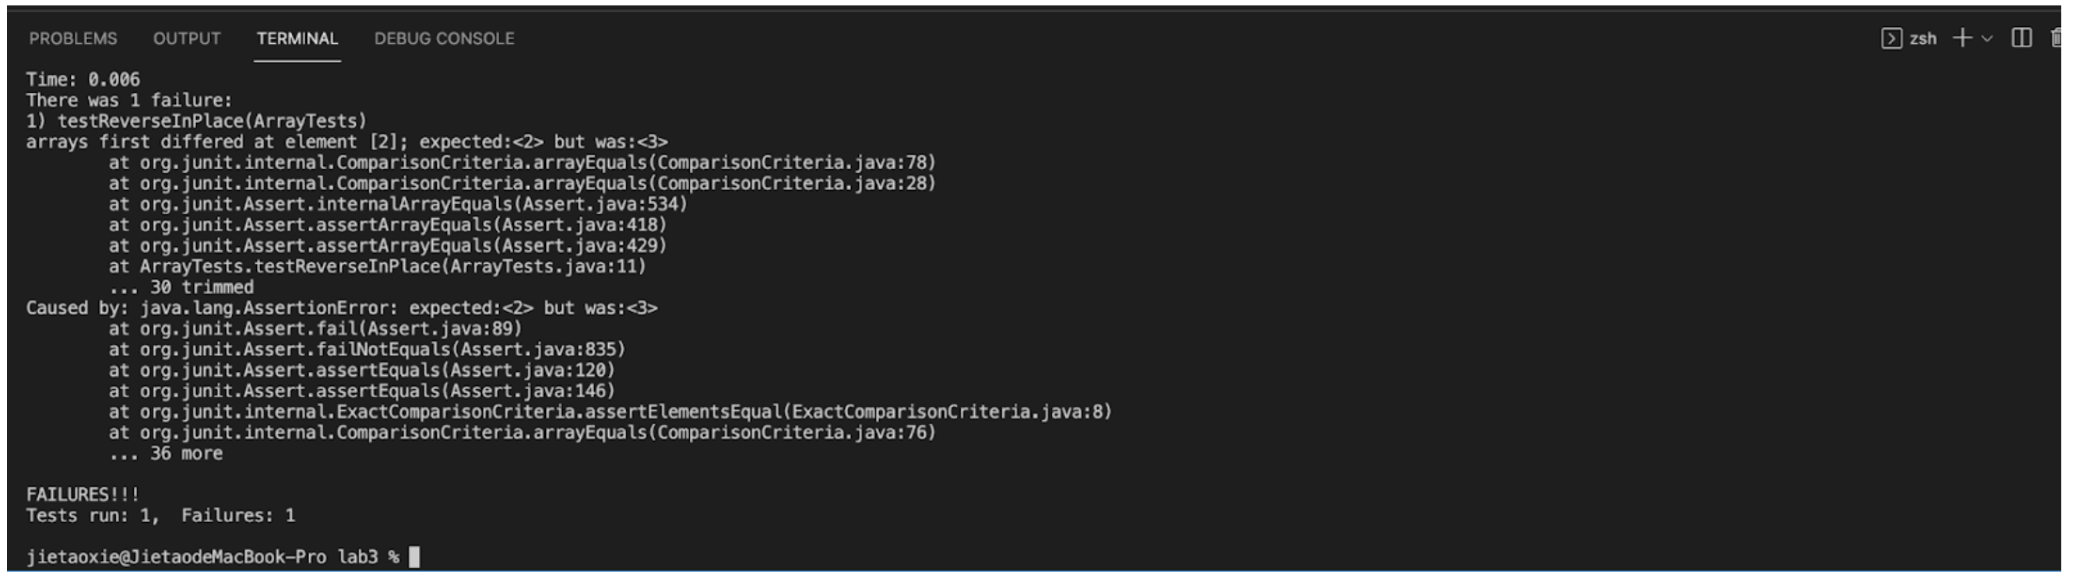 PROBLEMS OUTPUT TERMINAL DEBUG CONSOLE zsh
Time: 0.006
There was 1 failure:
1) testReverseInPlace(ArrayTests)
arrays first differed at element [2]; expected:<2> but was:<3>
at org.junit.internal.ComparisonCriteria.arrayEquals(ComparisonCriteria.java:78)
at org.junit.internal.ComparisonCriteria.arrayEquals(ComparisonCriteria.java:28)
at org.junit.Assert.internalArrayEquals(Assert.java:534)
at org.junit.Assert.assertArrayEquals(Assert.java:418)
at org.junit.Assert.assertArrayEquals(Assert.java:429)
at ArrayTests.testReverseInPlace(ArrayTests.java:11)
... 30 trimmed
Caused by: java.lang.AssertionError: expected:<2> but was:<3>
at org.junit.Assert.fail(Assert.java:89)
at org.junit.Assert.failNotEquals(Assert.java:835)
at org.junit.Assert.assertEquals(Assert.java:120)
at org.junit.Assert.assertEquals(Assert.java:146)
at org.junit.internal.ExactComparisonCriteria.assertElementsEqual(ExactComparisonCriteria.java:8)
at org.junit.internal.ComparisonCriteria.arrayEquals(ComparisonCriteria.java:76)
... 36 more
FAILURES!!!
Tests run: 1,  Failures: 1
jietaoxie@JietaodeMacBook-Pro lab3 %